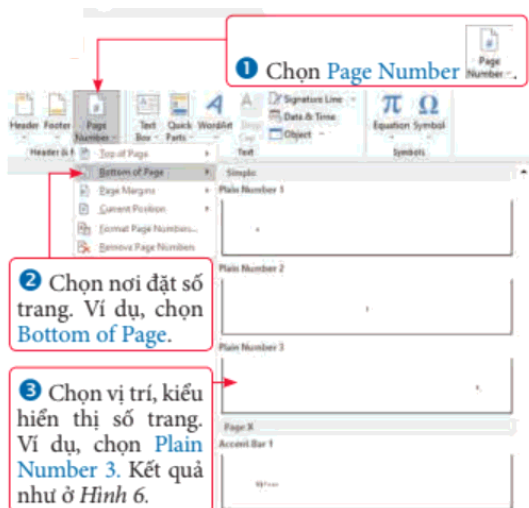 ❶ Chọn Page Number Page Number
Header Footer Page Number Text Box Quick Parts WordArt Drop Cap Signature Line Date & Time Object Equation Symbol
Text Symbols
Top of Page
Bottom of Page
Page Margins
Current Position
Format Page Numbers...
Remove Page Numbers
Simple
Plain Number 1
Plain Number 2
Plain Number 3
Page X
Accent Bar 1
❷ Chọn nơi đặt số
trang. Ví dụ, chọn
Bottom of Page.
❸ Chọn vị trí, kiểu
hiển thị số trang.
Ví dụ, chọn Plain
Number 3. Kết quả
như ở Hình 6.